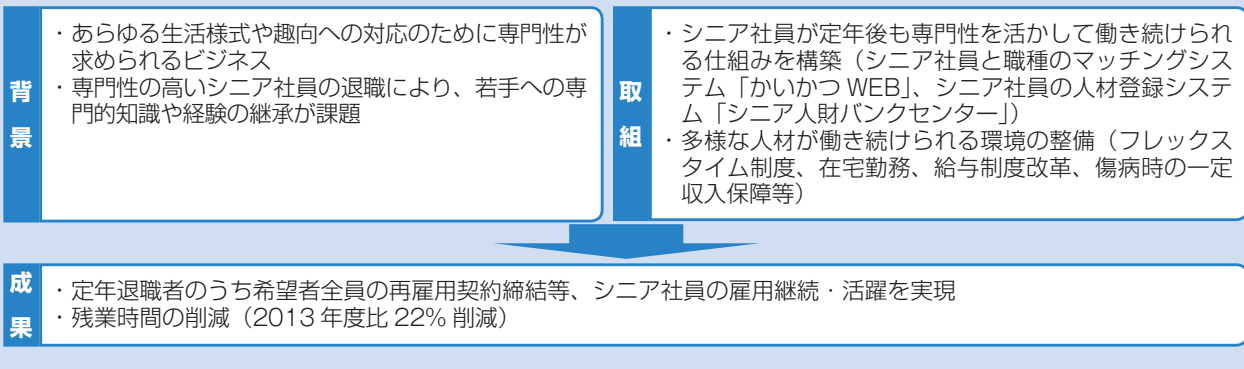 背景
・あらゆる生活様式や趣向への対応のために専門性が
求められるビジネス
・専門性の高いシニア社員の退職により、若手への専
門的知識や経験の継承が課題
取組
・シニア社員が定年後も専門性を活かして働き続けられ
る仕組みを構築（シニア社員と職種のマッチングシス
テム「かいかつ WEB」、シニア社員の人材登録システ
ム「シニア人財バンクセンター」）
・多様な人材が働き続けられる環境の整備（フレックス
タイム制度、在宅勤務、給与制度改革、傷病時の一定
収入保障等）
成果
・定年退職者のうち希望者全員の再雇用契約締結等、シニア社員の雇用継続・活躍を実現
・残業時間の削減（2013 年度比 22% 削減）